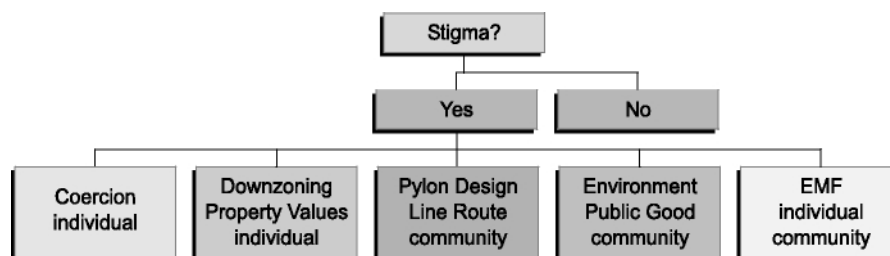 Stigma?
Yes
No
Coercion
individual
Downzoning
Property Values
individual
Pylon Design
Line Route
community
Environment
Public Good
community
EMF
individual
community